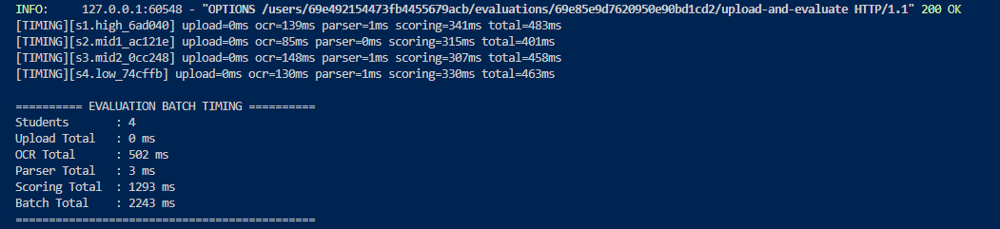 INFO:     127.0.0.1:60548 - "OPTIONS /users/69e492154473fb4455679acb/evaluations/69e85e9d7620950e90bd1cd2/upload-and-evaluate HTTP/1.1" 200 OK
[TIMING][s1.high_6ad040] upload=0ms ocr=139ms parser=1ms scoring=341ms total=483ms
[TIMING][s2.mid1_ac121e] upload=0ms ocr=85ms parser=0ms scoring=315ms total=401ms
[TIMING][s3.mid2_0cc248] upload=0ms ocr=148ms parser=1ms scoring=307ms total=458ms
[TIMING][s4.low_74cffb] upload=0ms ocr=130ms parser=1ms scoring=330ms total=463ms
========== EVALUATION BATCH TIMING ==========
Students       : 4
Upload Total   : 0 ms
OCR Total      : 502 ms
Parser Total   : 3 ms
Scoring Total  : 1293 ms
Batch Total    : 2243 ms
=============================================